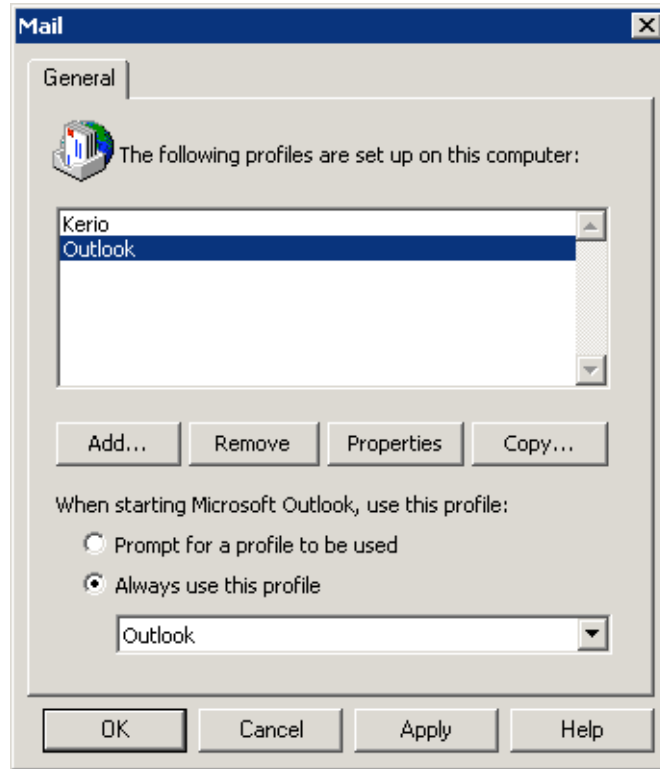 Mail
General
The following profiles are set up on this computer:
Kerio
Outlook
Add... Remove Properties Copy...
When starting Microsoft Outlook, use this profile:
Prompt for a profile to be used
Always use this profile
Outlook
OK Cancel Apply Help